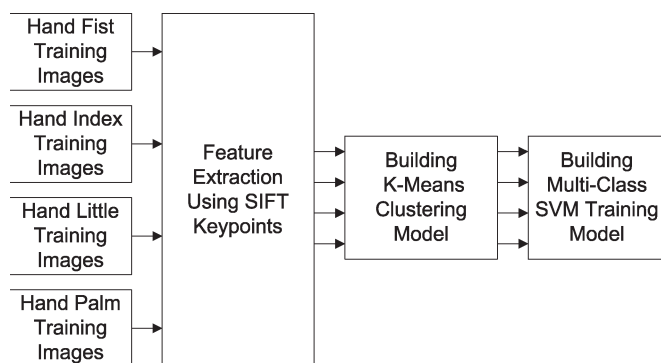 Hand Fist
Training
Images
Hand Index
Training
Images
Hand Little
Training
Images
Hand Palm
Training
Images
Feature
Extraction
Using SIFT
Keypoints
Building
K-Means
Clustering
Model
Building
Multi-Class
SVM Training
Model